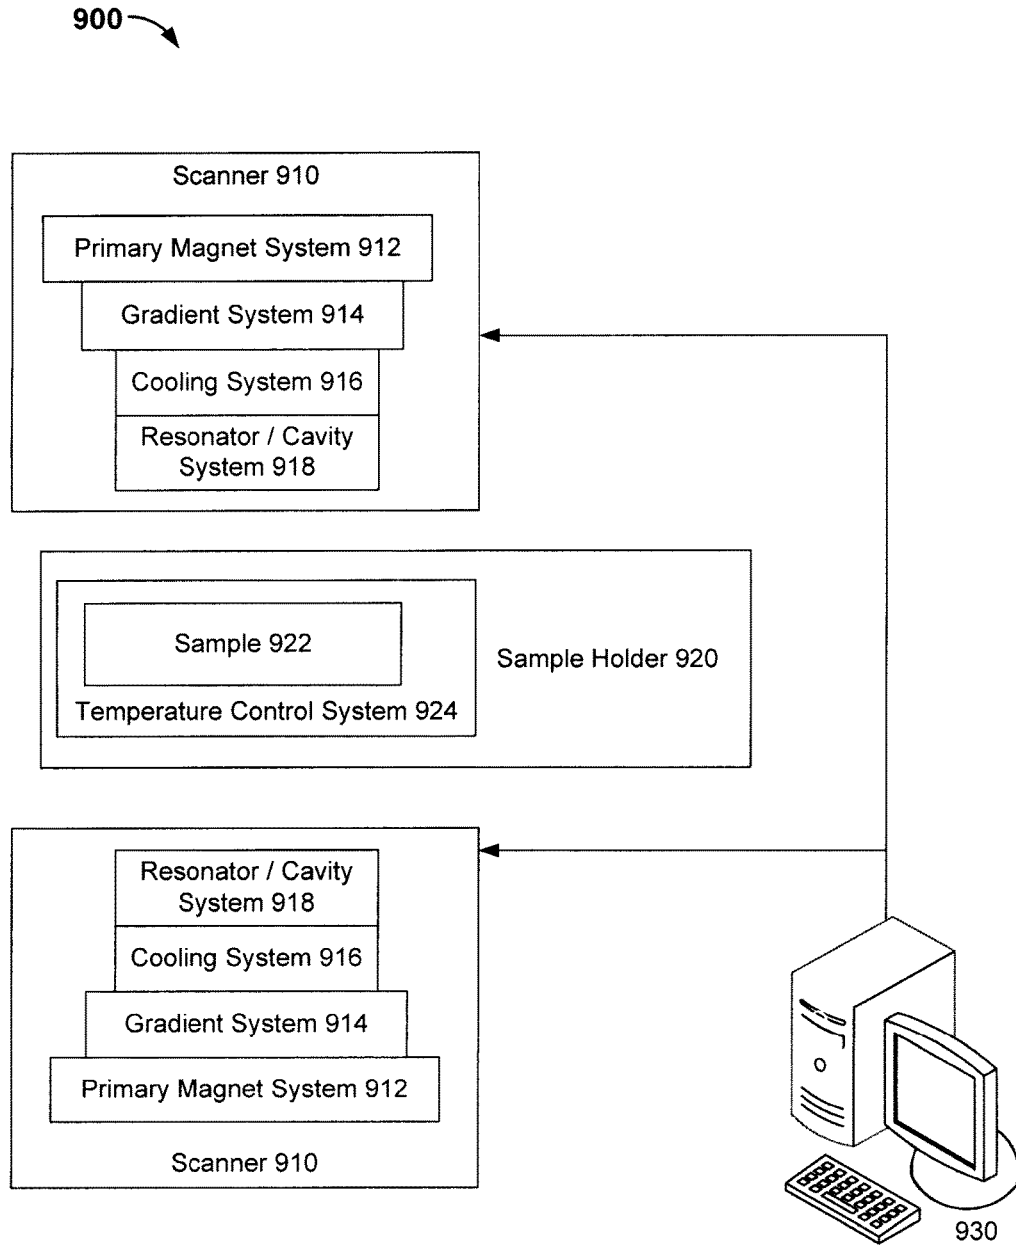 900
Scanner 910
Primary Magnet System 912
Gradient System 914
Cooling System 916
Resonator / Cavity
System 918
Sample 922
Sample Holder 920
Temperature Control System 924
Resonator / Cavity
System 918
Cooling System 916
Gradient System 914
Primary Magnet System 912
Scanner 910
930